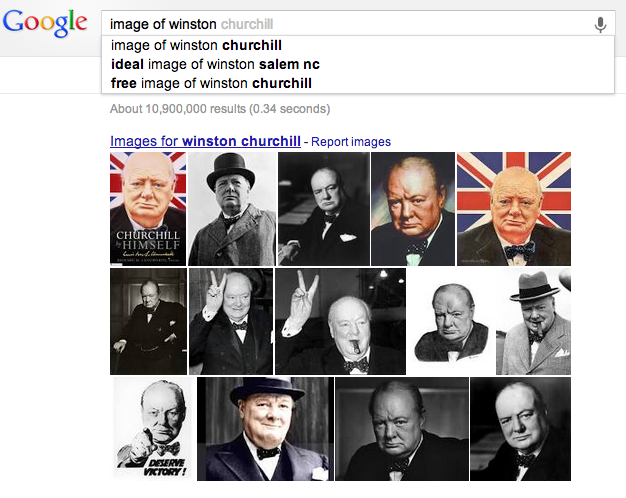 Google
image of winston churchill
image of winston churchill
ideal image of winston salem nc
free image of winston churchill
About 10,900,000 results (0.34 seconds)
Images for winston churchill - Report images
CHURCHILL
by HIMSELF
DESERVE
VICTORY!